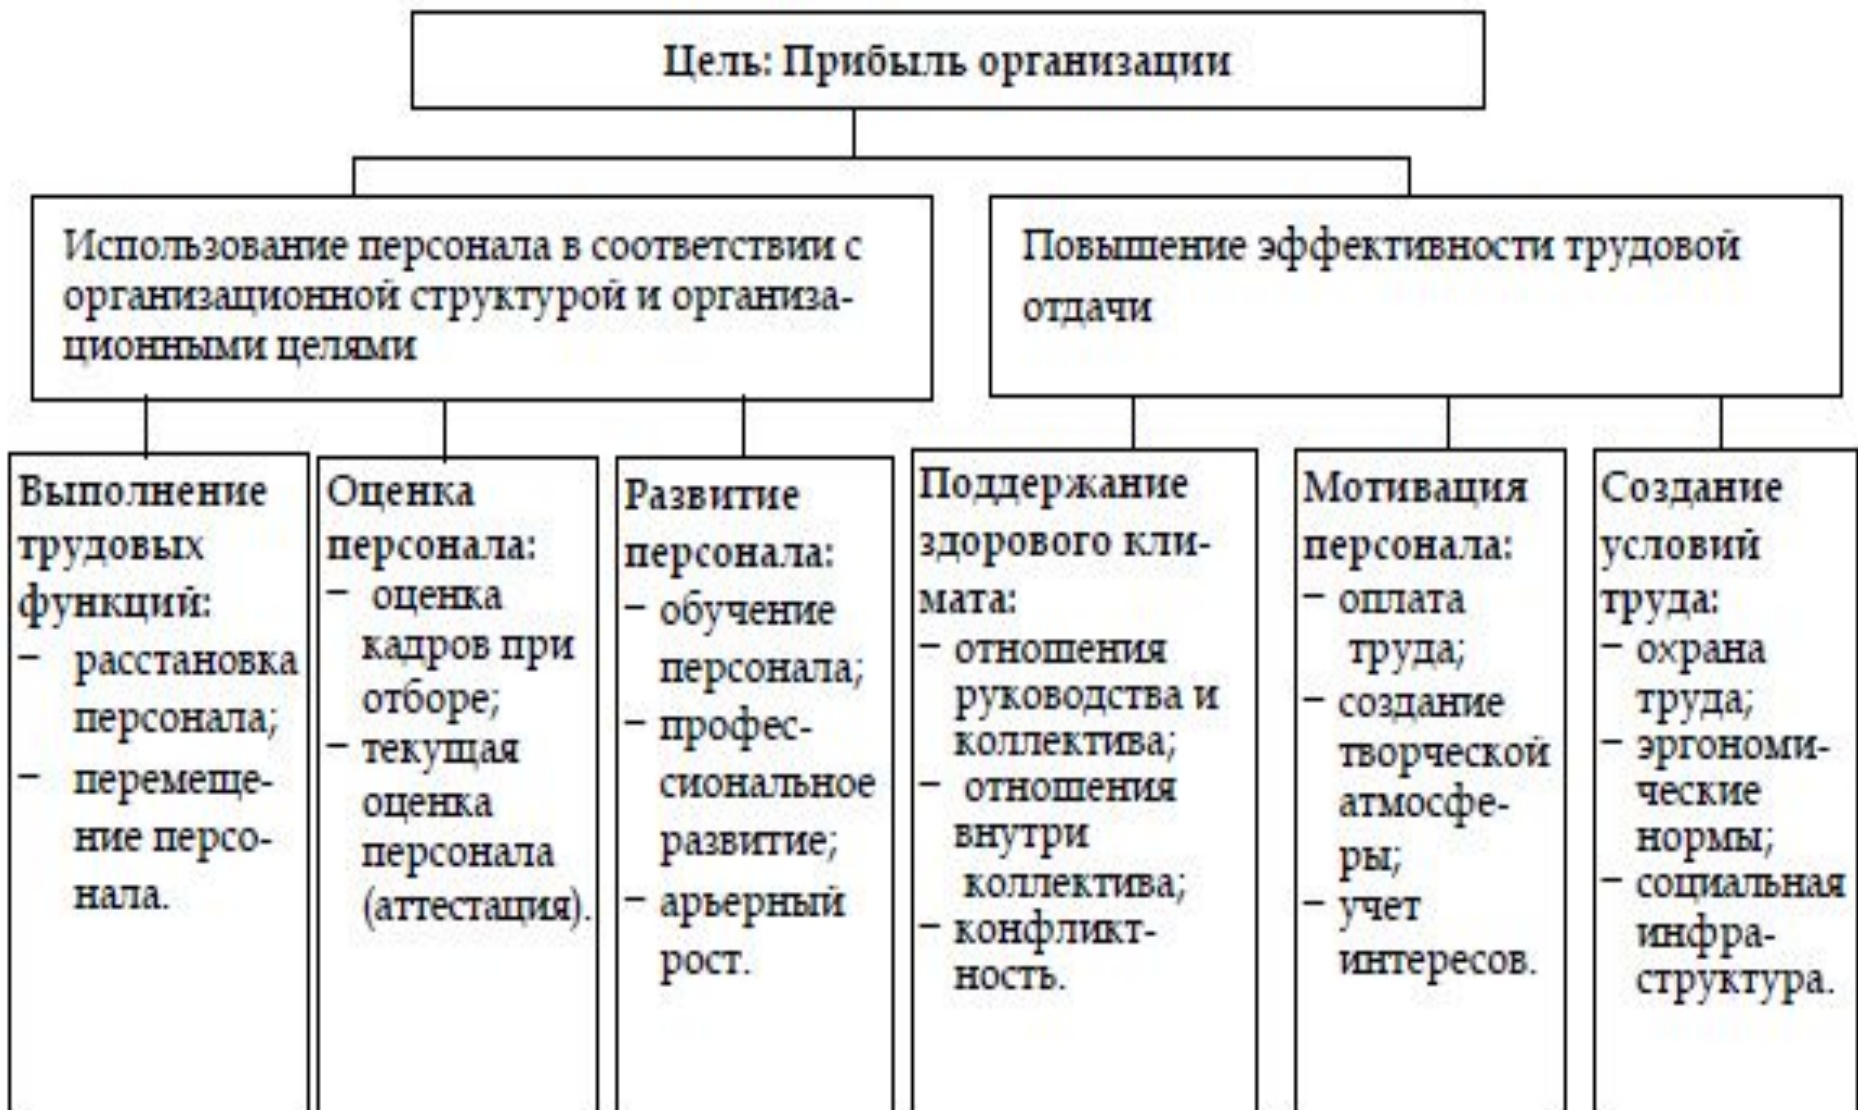 Цель: Прибыль организации
Использование персонала в соответствии с
организационной структурой и организа-
ционными целями
Повышение эффективности трудовой
отдачи
Выполнение
трудовых
функций:
– расстановка
персонала;
– перемеще-
ние персо-
нала.
Оценка
персонала:
– оценка
кадров при
отборе;
– текущая
оценка
персонала
(аттестация).
Развитие
персонала:
– обучение
персонала;
– профес-
сиональное
развитие;
– арьерный
рост.
Поддержание
здорового кли-
мата:
– отношения
руководства и
коллектива;
– отношения
внутри
коллектива;
– конфликт-
ность.
Мотивация
персонала:
– оплата
труда;
– создание
творческой
атмосфе-
ры;
– учет
интересов.
Создание
условий
труда:
– охрана
труда;
– эргономи-
ческие
нормы;
– социальная
инфра-
структура.